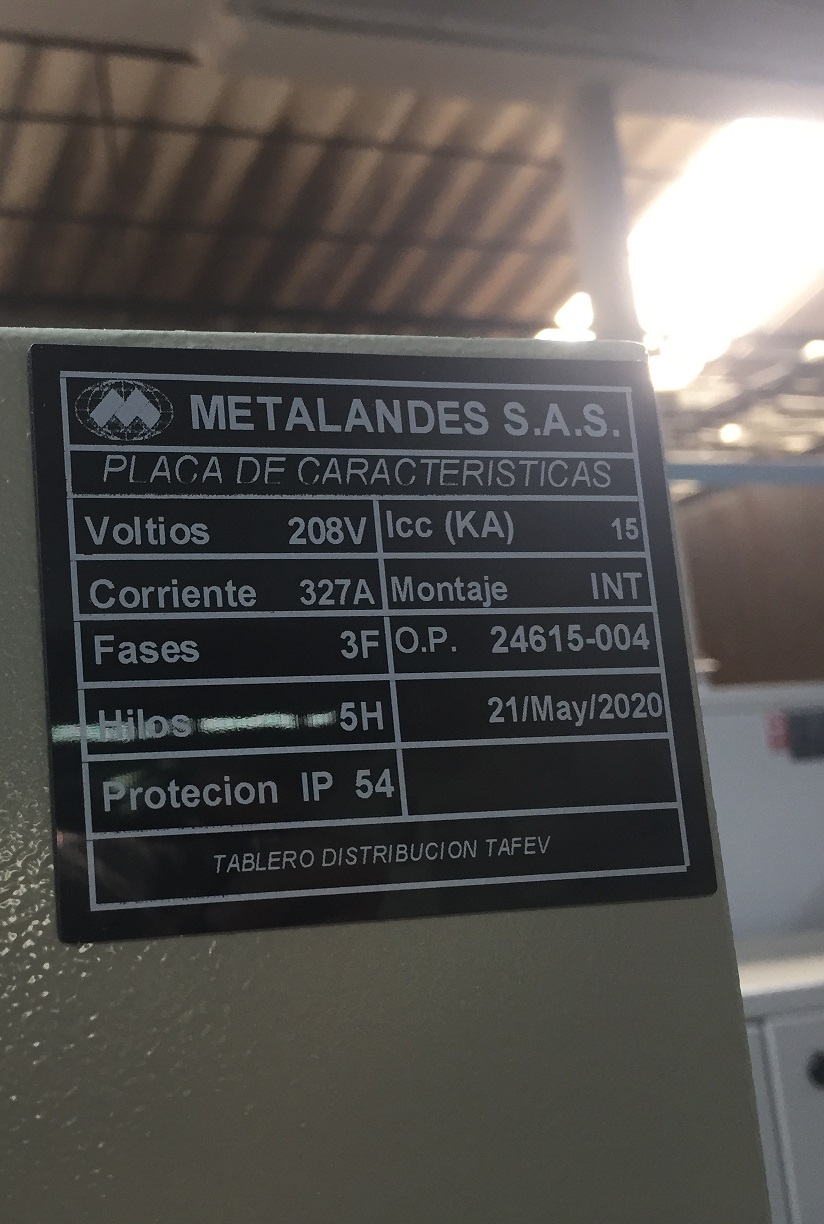 METALANDES S.A.S.
PLACA DE CARACTERISTICAS
Voltios 208V Icc (KA) 15
Corriente 327A Montaje INT
Fases 3F O.P. 24615-004
Hilos 5H 21/May/2020
Protecion IP 54
TABLERO DISTRIBUCION TAFEV